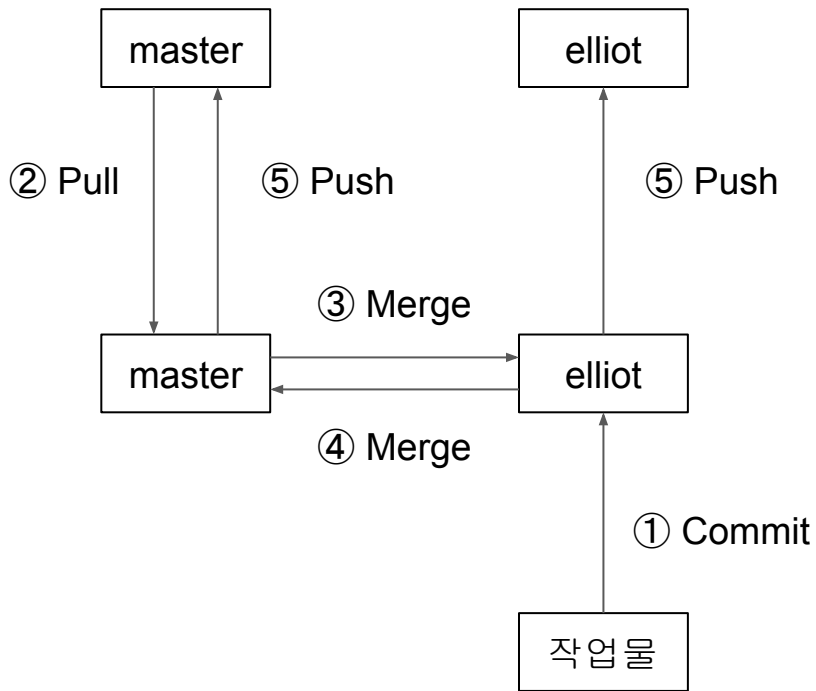 master
elliot
② Pull
⑤ Push
⑤ Push
③ Merge
master
elliot
④ Merge
① Commit
작업물